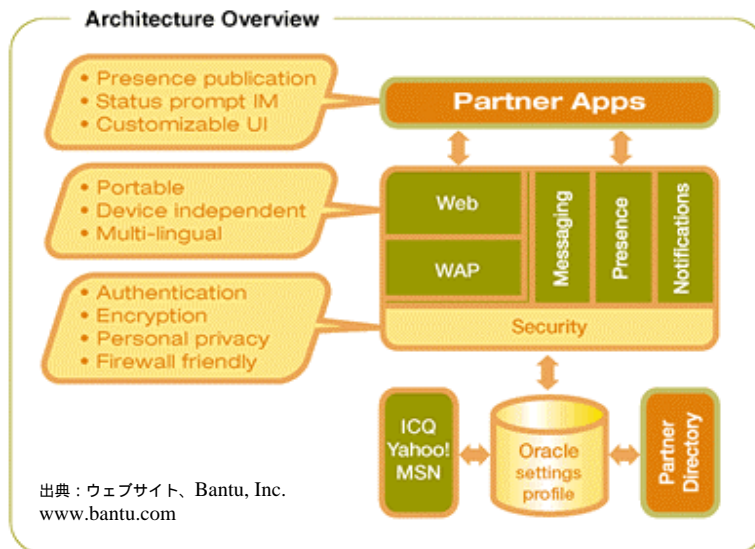 Architecture Overview
• Presence publication
• Status prompt IM
• Customizable UI
Partner Apps
• Portable
• Device independent
• Multi-lingual
Web
WAP
Messaging
Presence
Notifications
• Authentication
• Encryption
• Personal privacy
• Firewall friendly
Security
ICQ
Yahoo!
MSN
Oracle
settings
profile
Partner
Directory
出典：ウェブサイト、Bantu, Inc.
www.bantu.com